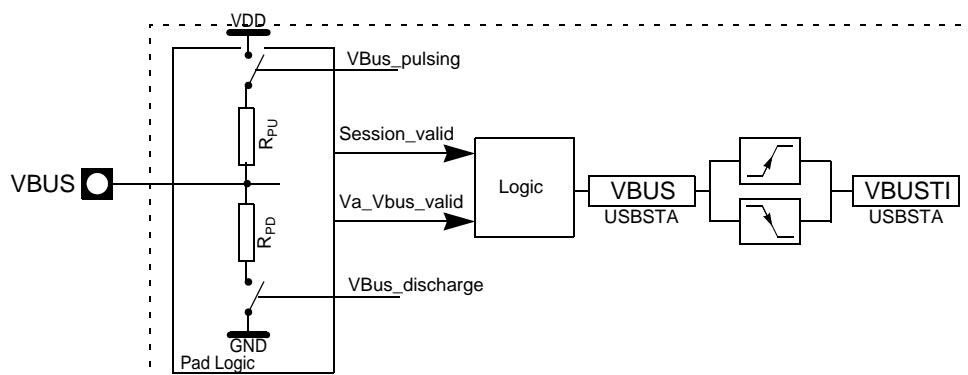 VDD
VBus_pulsing
RPU
Session_valid
VBUS
Logic
VBUS
USBSTA
VBUSTI
USBSTA
Va_Vbus_valid
RPD
VBus_discharge
GND
Pad Logic